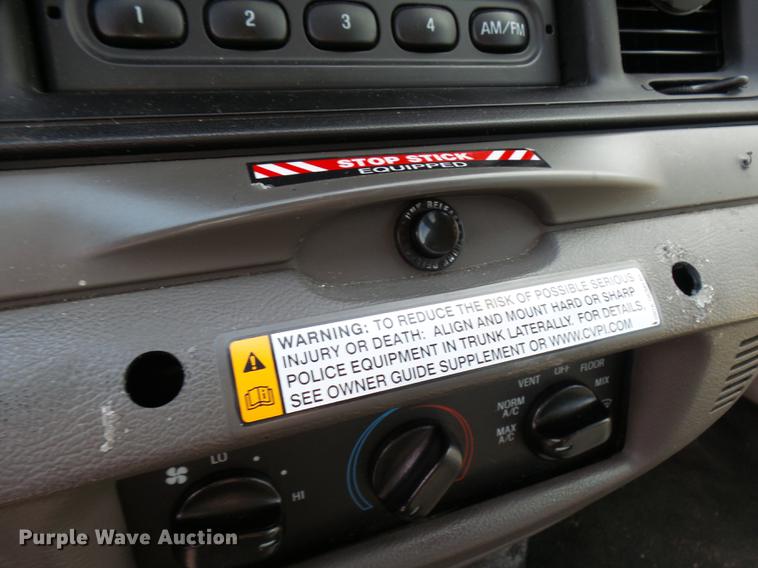 1 2 3 4 AM/FM
STOP STICK
EQUIPPED
WARNING: TO REDUCE THE RISK OF POSSIBLE SERIOUS
INJURY OR DEATH: ALIGN AND MOUNT HARD OR SHARP
POLICE EQUIPMENT IN TRUNK LATERALLY. FOR DETAILS,
SEE OWNER GUIDE SUPPLEMENT OR WWW.CVPI.COM
VENT OFF FLOOR
NORM A/C MIX
MAX A/C
LO HI
Purple Wave Auction®